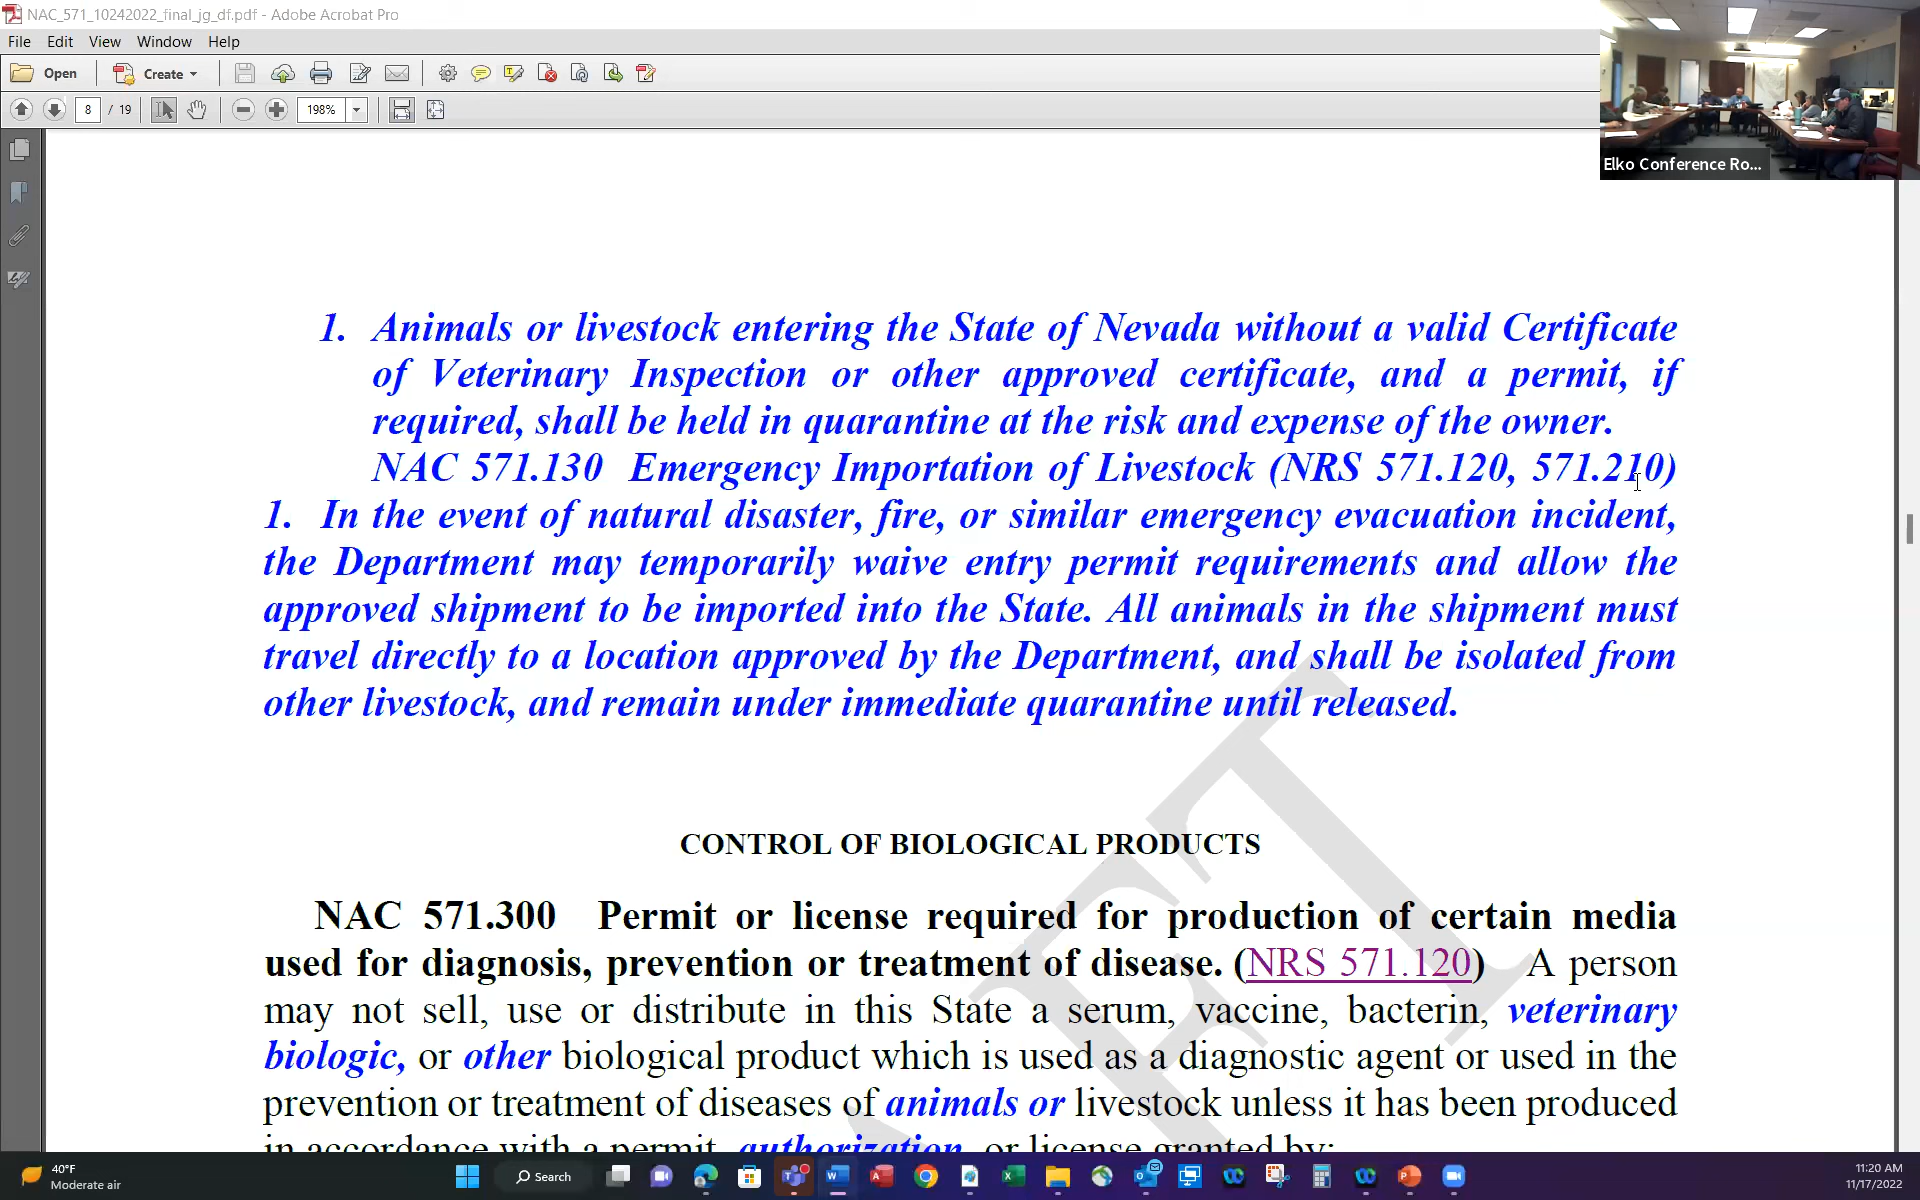 NAC_571_10242022_final_jg_df.pdf - Adobe Acrobat Pro
File Edit View Window Help
Open Create
8 / 19 198%
Elko Conference Ro...
1. Animals or livestock entering the State of Nevada without a valid Certificate
of Veterinary Inspection or other approved certificate, and a permit, if
required, shall be held in quarantine at the risk and expense of the owner.
NAC 571.130 Emergency Importation of Livestock (NRS 571.120, 571.210)
1. In the event of natural disaster, fire, or similar emergency evacuation incident,
the Department may temporarily waive entry permit requirements and allow the
approved shipment to be imported into the State. All animals in the shipment must
travel directly to a location approved by the Department, and shall be isolated from
other livestock, and remain under immediate quarantine until released.
CONTROL OF BIOLOGICAL PRODUCTS
NAC 571.300 Permit or license required for production of certain media
used for diagnosis, prevention or treatment of disease. (NRS 571.120) A person
may not sell, use or distribute in this State a serum, vaccine, bacterin, veterinary
biologic, or other biological product which is used as a diagnostic agent or used in the
prevention or treatment of diseases of animals or livestock unless it has been produced
in accordance with a permit, authorization, or license granted by:
40°F
Moderate air
Search
11:20 AM
11/17/2022